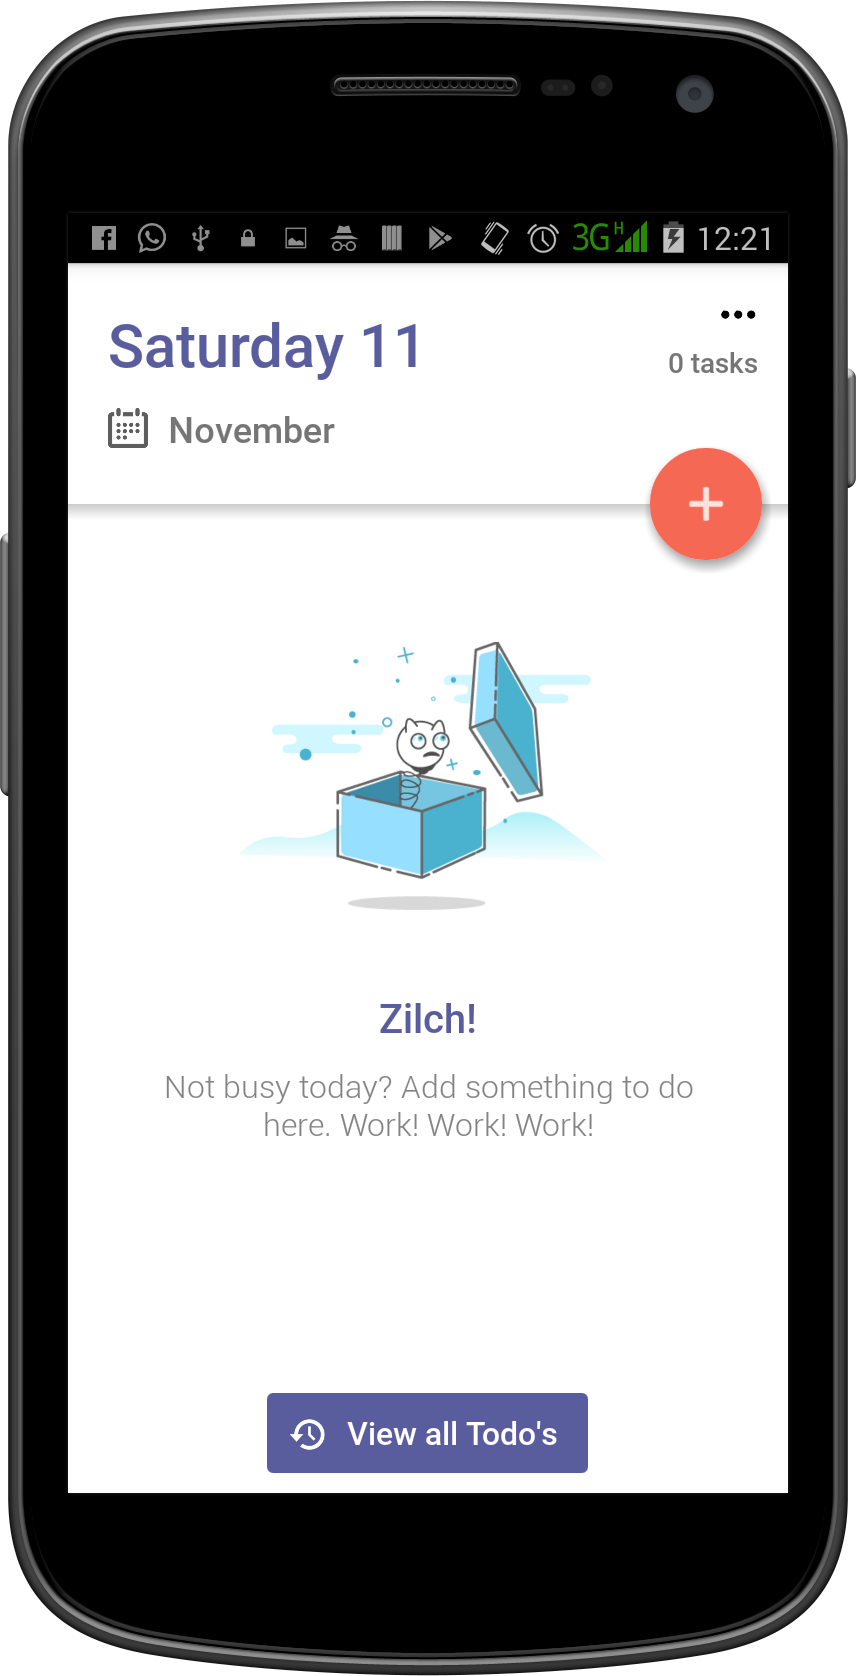 3G H 12:21
Saturday 11
0 tasks
November
Zilch!
Not busy today? Add something to do
here. Work! Work! Work!
View all Todo's